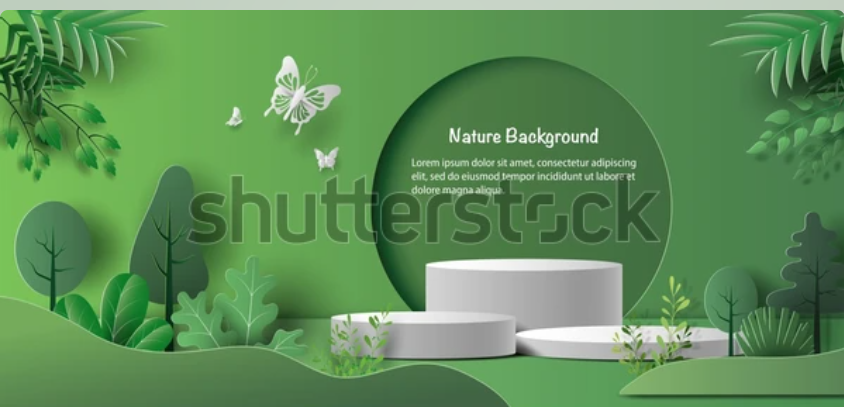 Nature Background
Lorem ipsum dolor sit amet, consectetur adipiscing
elit, sed do eiusmod tempor incididunt ut labore et
dolore magna aliqua.
shutterstock